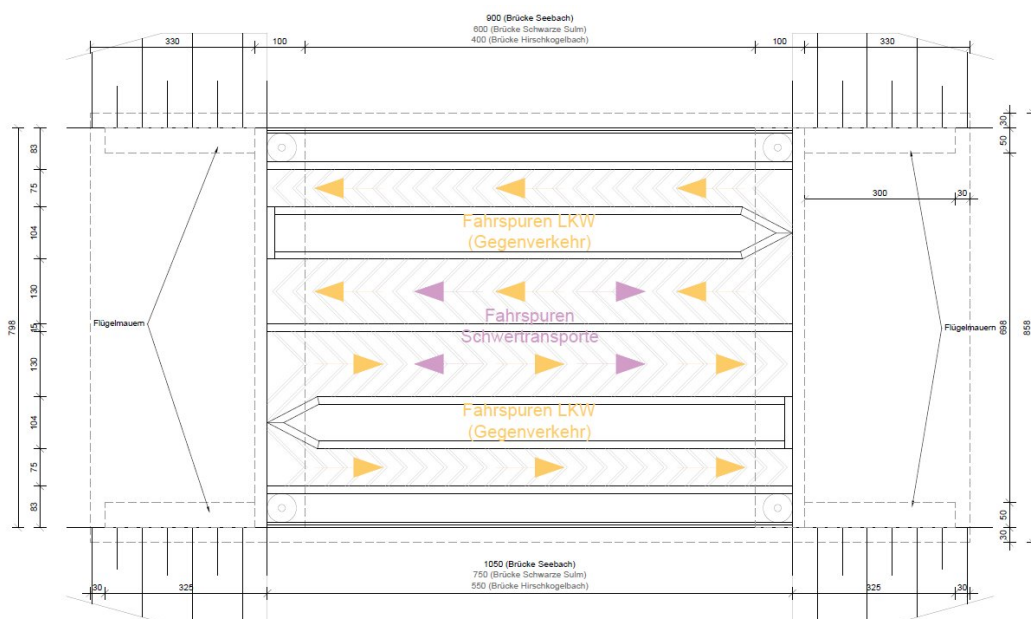 900 (Brücke Seebach)
600 (Brücke Schwarze Sulm)
400 (Brücke Hirschkogelbach)
330
100
100
330
83
75
104
130
45
130
104
75
83
798
30
50
698
858
50
30
300
30
Fahrspuren LKW
(Gegenverkehr)
Fahrspuren
Schwertransporte
Fahrspuren LKW
(Gegenverkehr)
Flügelmauern
Flügelmauern
1050 (Brücke Seebach)
750 (Brücke Schwarze Sulm)
550 (Brücke Hirschkogelbach)
30
325
325
30